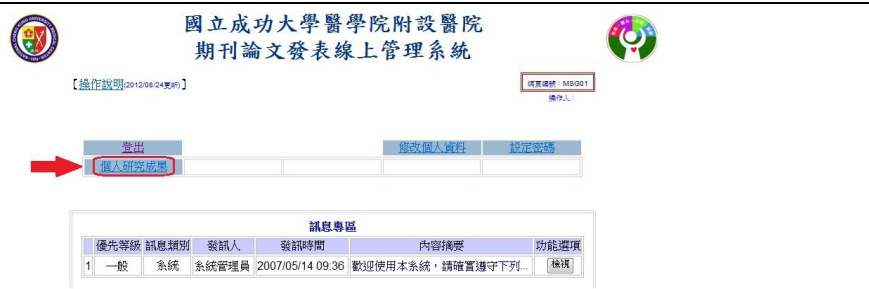 國立成功大學醫學院附設醫院
期刊論文發表線上管理系統
【操作說明(2012/08/24更新)】
網頁編號：MSG01
操作人：
登出 修改個人資料 設定密碼
個人研究成果
訊息專區
優先等級 訊息類別 發訊人 發訊時間 內容摘要 功能選項
1 一般 系統 系統管理員 2007/05/14 09:36 歡迎使用本系統，請確實遵守下列... 檢視